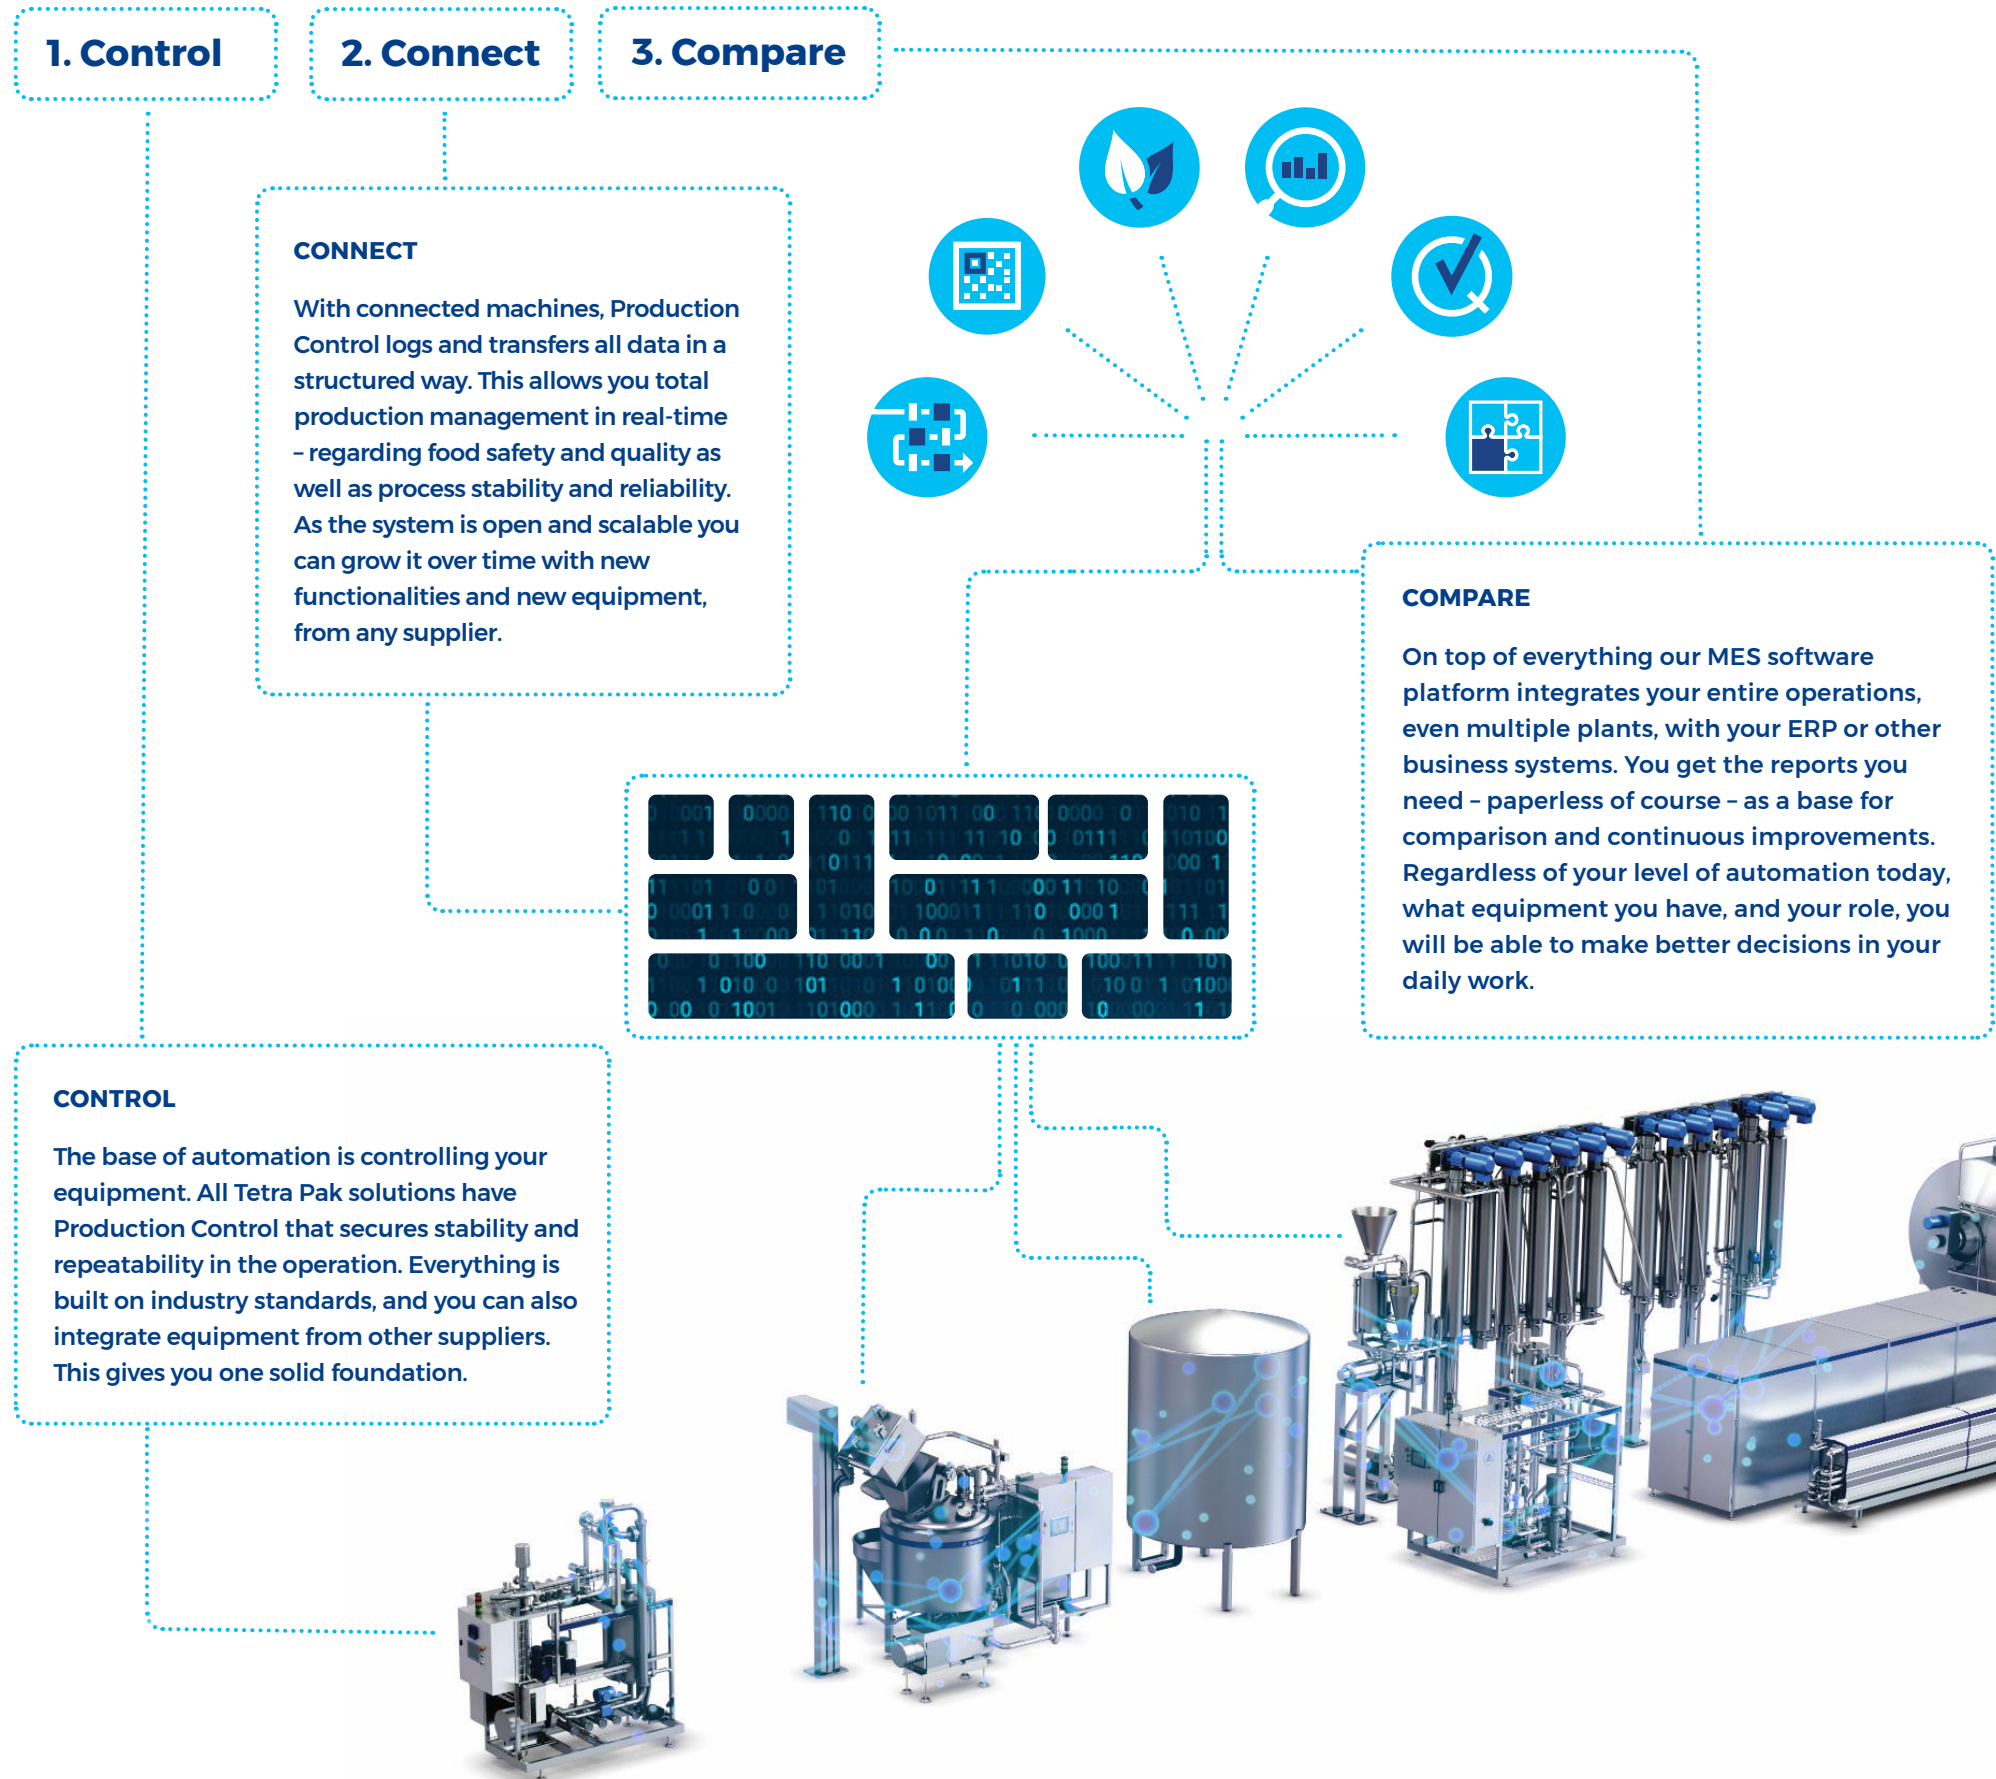 1. Control
2. Connect
3. Compare
CONNECT
With connected machines, Production
Control logs and transfers all data in a
structured way. This allows you total
production management in real-time
– regarding food safety and quality as
well as process stability and reliability.
As the system is open and scalable you
can grow it over time with new
functionalities and new equipment,
from any supplier.
COMPARE
On top of everything our MES software
platform integrates your entire operations,
even multiple plants, with your ERP or other
business systems. You get the reports you
need – paperless of course – as a base for
comparison and continuous improvements.
Regardless of your level of automation today,
what equipment you have, and your role, you
will be able to make better decisions in your
daily work.
CONTROL
The base of automation is controlling your
equipment. All Tetra Pak solutions have
Production Control that secures stability and
repeatability in the operation. Everything is
built on industry standards, and you can also
integrate equipment from other suppliers.
This gives you one solid foundation.